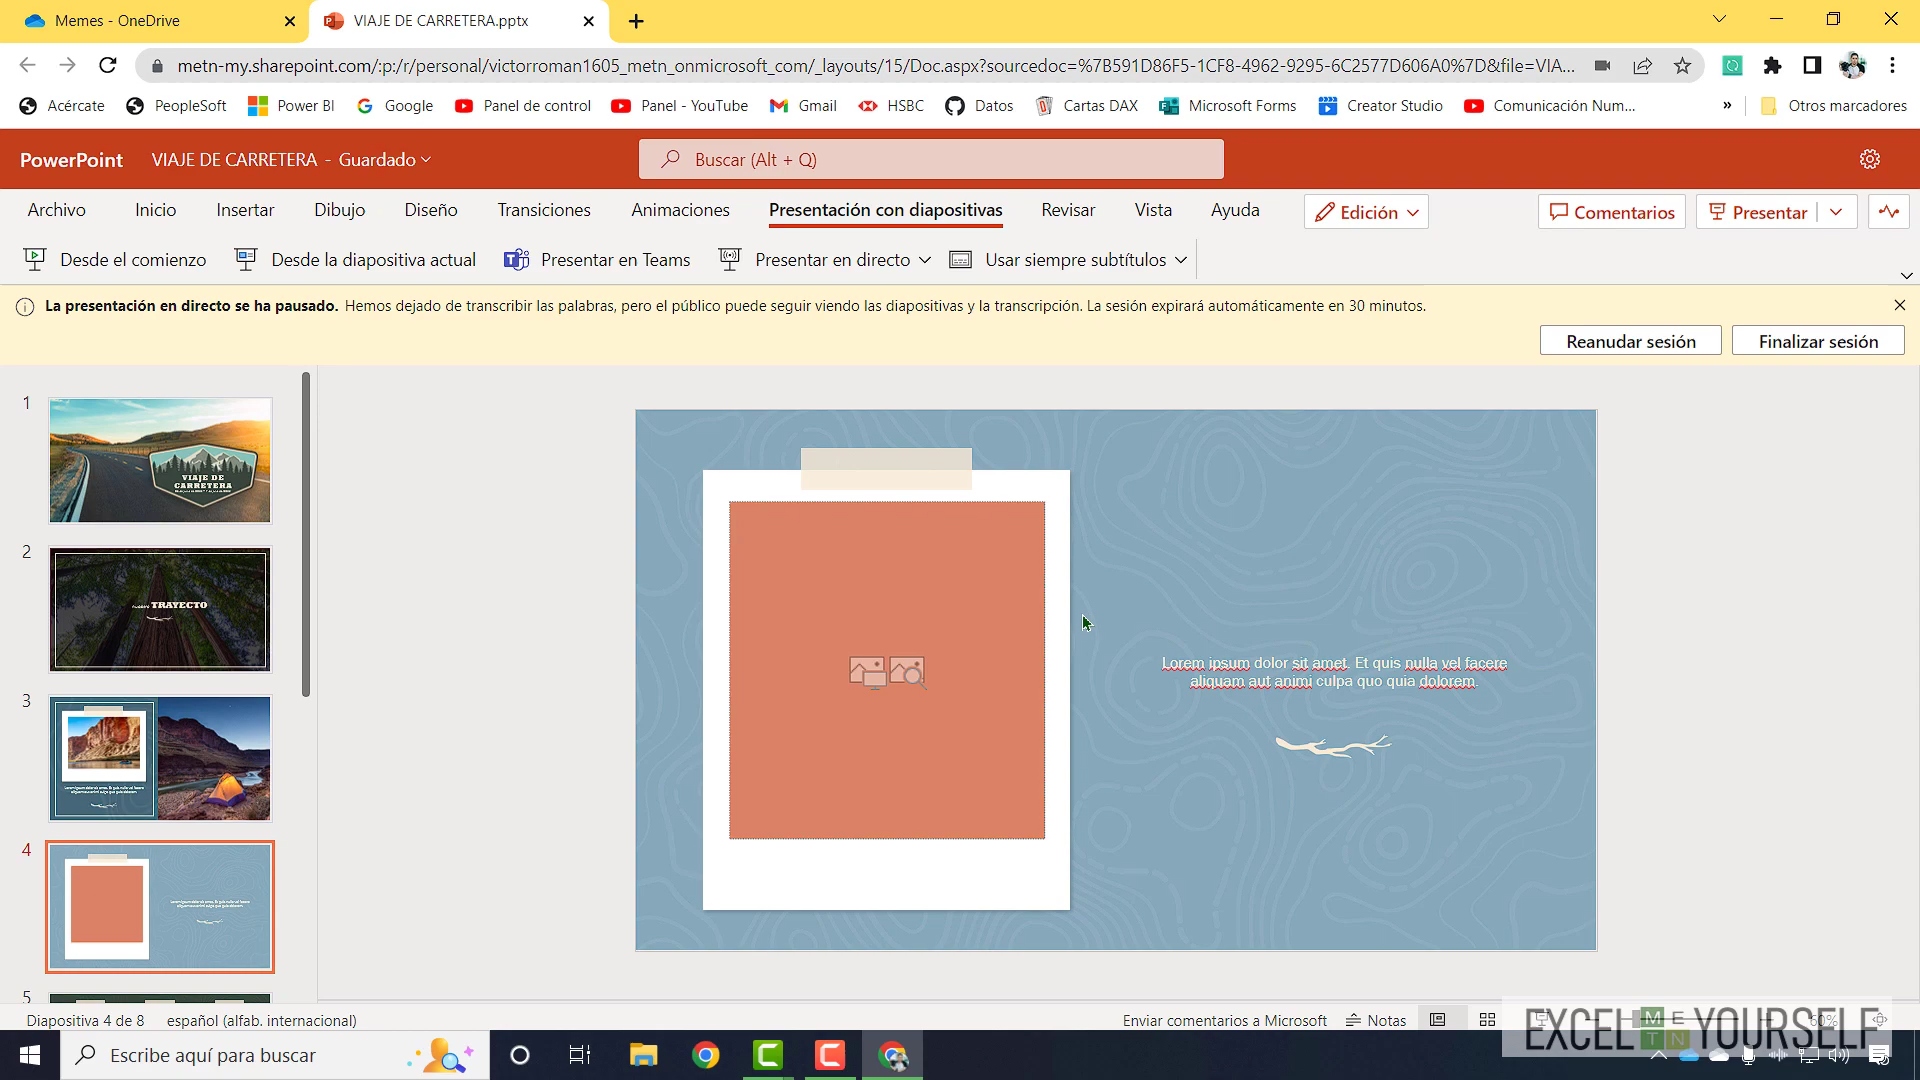 Memes - OneDrive
VIAJE DE CARRETERA.pptx
metn-my.sharepoint.com/:p:/r/personal/victorroman1605_metn_onmicrosoft_com/_layouts/15/Doc.aspx?sourcedoc=%7B591D86F5-1CF8-4962-9295-6C2577D606A0%7D&file=VIA...
Acércate PeopleSoft Power BI Google Panel de control Panel - YouTube Gmail HSBC Datos Cartas DAX Microsoft Forms Creator Studio Comunicación Num... » Otros marcadores
PowerPoint VIAJE DE CARRETERA - Guardado Buscar (Alt + Q)
Archivo Inicio Insertar Dibujo Diseño Transiciones Animaciones Presentación con diapositivas Revisar Vista Ayuda Edición Comentarios Presentar
Desde el comienzo Desde la diapositiva actual Presentar en Teams Presentar en directo Usar siempre subtítulos
La presentación en directo se ha pausado. Hemos dejado de transcribir las palabras, pero el público puede seguir viendo las diapositivas y la transcripción. La sesión expirará automáticamente en 30 minutos.
Reanudar sesión Finalizar sesión
1
VIAJE DE
CARRETERA
2
TRAYECTO
3
4
5
Lorem ipsum dolor sit amet. Et quis nulla vel facere
aliquam aut animi culpa quo quia dolorem.
Diapositiva 4 de 8 español (alfab. internacional) Enviar comentarios a Microsoft Notas 60%
EXCEL ME TN YOURSELF
Escribe aquí para buscar